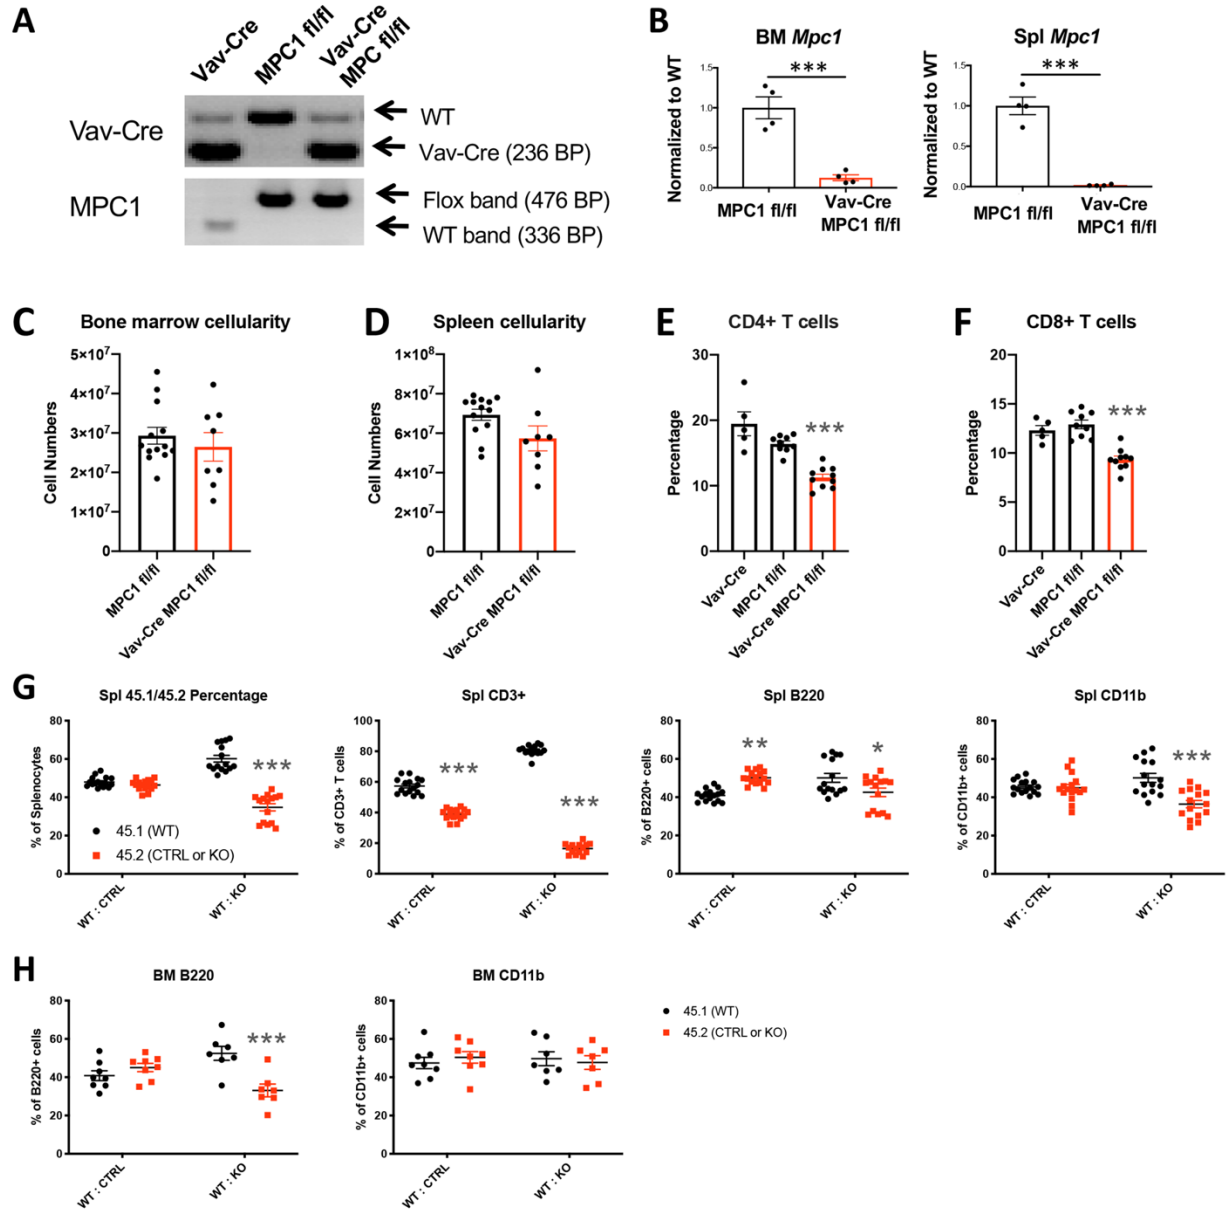 A
Vav-Cre
MPC1 fl/fl
Vav-Cre
MPC fl/fl
Vav-Cre
WT
Vav-Cre (236 BP)
MPC1
Flox band (476 BP)
WT band (336 BP)
B
BM Mpc1
Normalized to WT
1.5
1.0
0.5
0.0
***
MPC1 fl/fl
Vav-Cre
MPC1 fl/fl
Spl Mpc1
Normalized to WT
1.5
1.0
0.5
0.0
***
MPC1 fl/fl
Vav-Cre
MPC1 fl/fl
C
Bone marrow cellularity
Cell Numbers
5×10⁷
4×10⁷
3×10⁷
2×10⁷
1×10⁷
0
MPC1 fl/fl
Vav-Cre MPC1 fl/fl
D
Spleen cellularity
Cell Numbers
1×10⁸
8×10⁷
6×10⁷
4×10⁷
2×10⁷
0
MPC1 fl/fl
Vav-Cre MPC1 fl/fl
E
CD4+ T cells
Percentage
30
20
10
0
***
Vav-Cre
MPC1 fl/fl
Vav-Cre MPC1 fl/fl
F
CD8+ T cells
Percentage
20
15
10
5
0
***
Vav-Cre
MPC1 fl/fl
Vav-Cre MPC1 fl/fl
G
Spl 45.1/45.2 Percentage
% of Splenocytes
80
60
40
20
0
***
45.1 (WT)
45.2 (CTRL or KO)
WT : CTRL
WT : KO
Spl CD3+
% of CD3+ T cells
100
80
60
40
20
0
***
***
WT : CTRL
WT : KO
Spl B220
% of B220+ cells
80
60
40
20
0
**
*
WT : CTRL
WT : KO
Spl CD11b
% of CD11b+ cells
80
60
40
20
0
***
WT : CTRL
WT : KO
H
BM B220
% of B220+ cells
80
60
40
20
0
***
WT : CTRL
WT : KO
BM CD11b
% of CD11b+ cells
80
60
40
20
0
WT : CTRL
WT : KO
45.1 (WT)
45.2 (CTRL or KO)